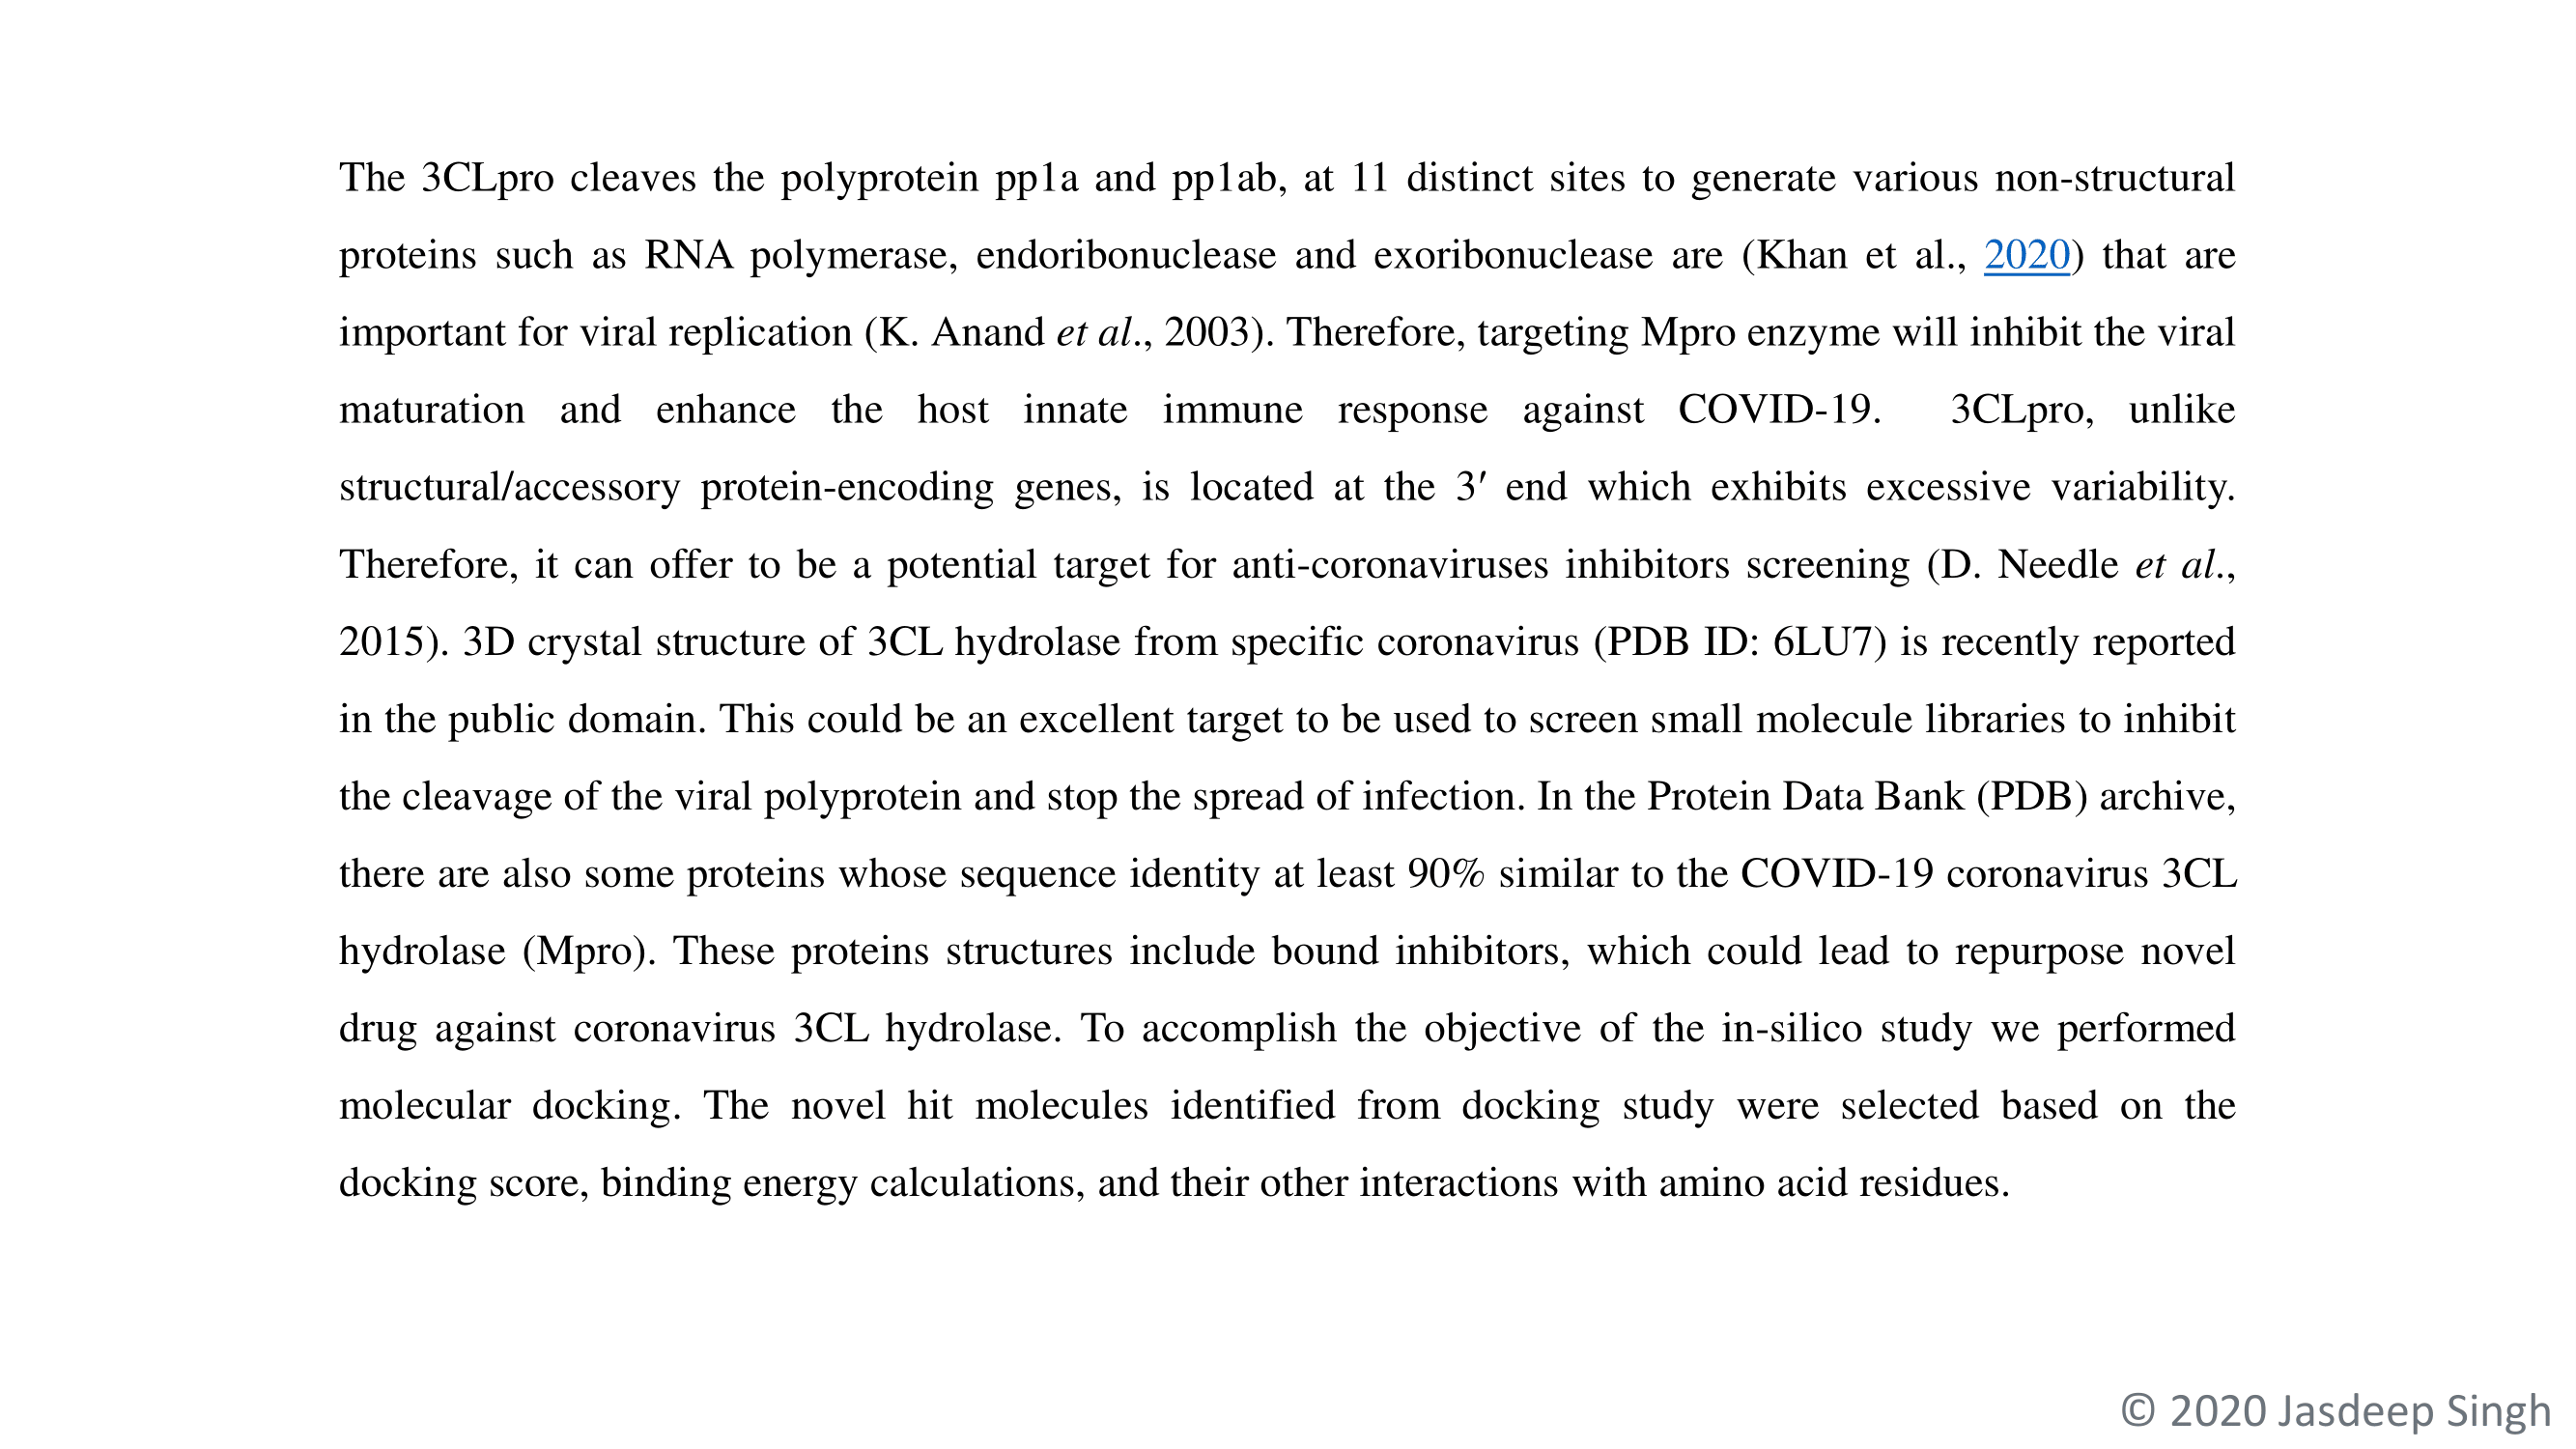 The 3CLpro cleaves the polyprotein pp1a and pp1ab, at 11 distinct sites to generate various non-structural
proteins such as RNA polymerase, endoribonuclease and exoribonuclease are (Khan et al., 2020) that are
important for viral replication (K. Anand et al., 2003). Therefore, targeting Mpro enzyme will inhibit the viral
maturation and enhance the host innate immune response against COVID-19. 3CLpro, unlike
structural/accessory protein-encoding genes, is located at the 3′ end which exhibits excessive variability.
Therefore, it can offer to be a potential target for anti-coronaviruses inhibitors screening (D. Needle et al.,
2015). 3D crystal structure of 3CL hydrolase from specific coronavirus (PDB ID: 6LU7) is recently reported
in the public domain. This could be an excellent target to be used to screen small molecule libraries to inhibit
the cleavage of the viral polyprotein and stop the spread of infection. In the Protein Data Bank (PDB) archive,
there are also some proteins whose sequence identity at least 90% similar to the COVID-19 coronavirus 3CL
hydrolase (Mpro). These proteins structures include bound inhibitors, which could lead to repurpose novel
drug against coronavirus 3CL hydrolase. To accomplish the objective of the in-silico study we performed
molecular docking. The novel hit molecules identified from docking study were selected based on the
docking score, binding energy calculations, and their other interactions with amino acid residues.
© 2020 Jasdeep Singh